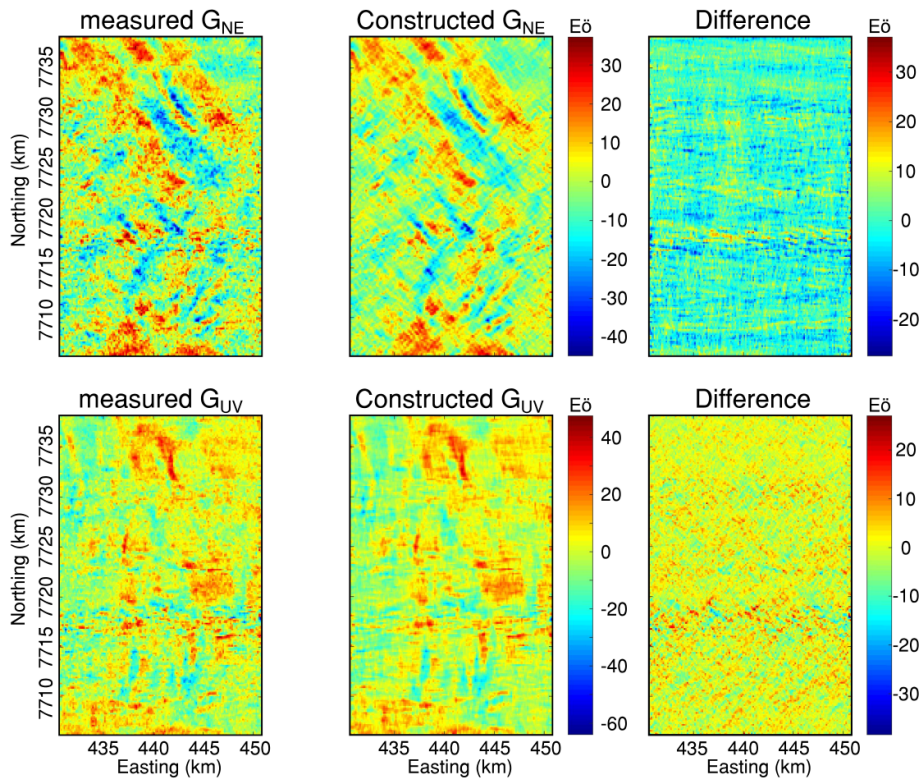 measured G_NE
Constructed G_NE
Eö
Difference
Eö
Northing (km)
7735
7730
7725
7720
7715
7710
30
20
10
0
-10
-20
-30
-40
30
20
10
0
-10
-20
measured G_UV
Constructed G_UV
Eö
Difference
Eö
Northing (km)
7735
7730
7725
7720
7715
7710
40
20
0
-20
-40
-60
20
10
0
-10
-20
-30
435 440 445 450
435 440 445 450
435 440 445 450
Easting (km)
Easting (km)
Easting (km)